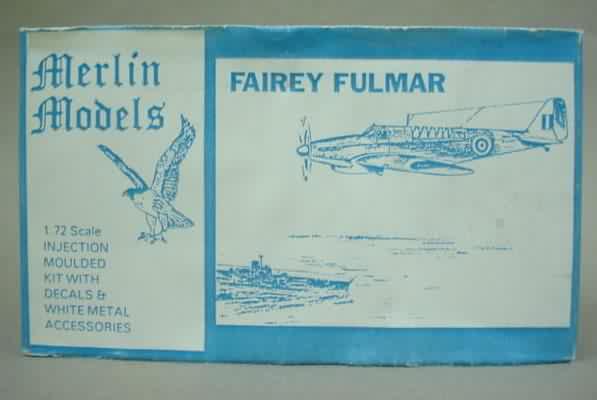 Merlin
Models
1:72 Scale
INJECTION
MOULDED
KIT WITH
DECALS &
WHITE METAL
ACCESSORIES
FAIREY FULMAR